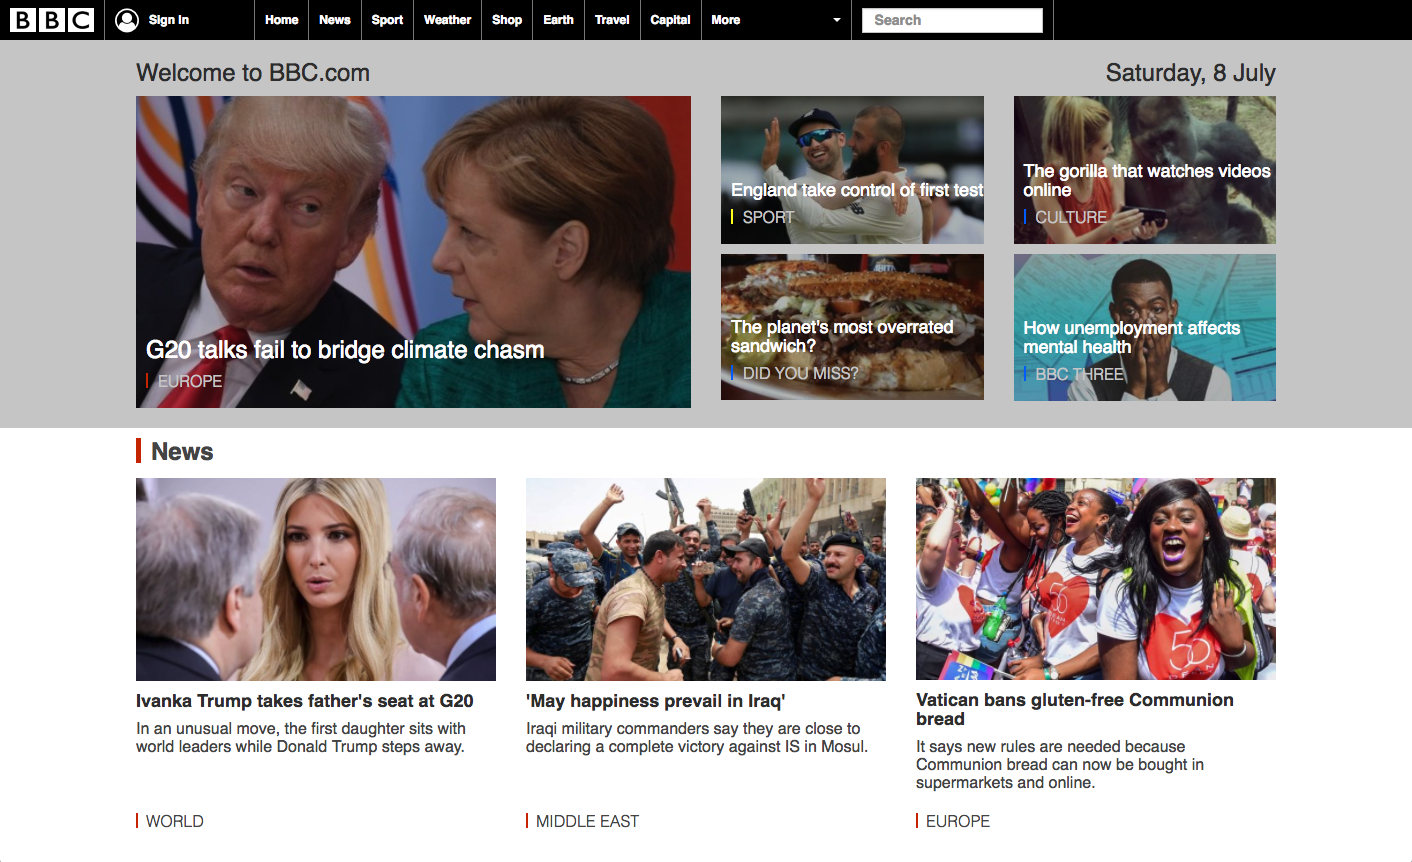 BBC
Sign in
Home
News
Sport
Weather
Shop
Earth
Travel
Capital
More
Search
Welcome to BBC.com
Saturday, 8 July
G20 talks fail to bridge climate chasm
EUROPE
England take control of first test
SPORT
The gorilla that watches videos
online
CULTURE
The planet's most overrated
sandwich?
DID YOU MISS?
How unemployment affects
mental health
BBC THREE
News
Ivanka Trump takes father's seat at G20
In an unusual move, the first daughter sits with
world leaders while Donald Trump steps away.
WORLD
'May happiness prevail in Iraq'
Iraqi military commanders say they are close to
declaring a complete victory against IS in Mosul.
MIDDLE EAST
50
50
Vatican bans gluten-free Communion
bread
It says new rules are needed because
Communion bread can now be bought in
supermarkets and online.
EUROPE